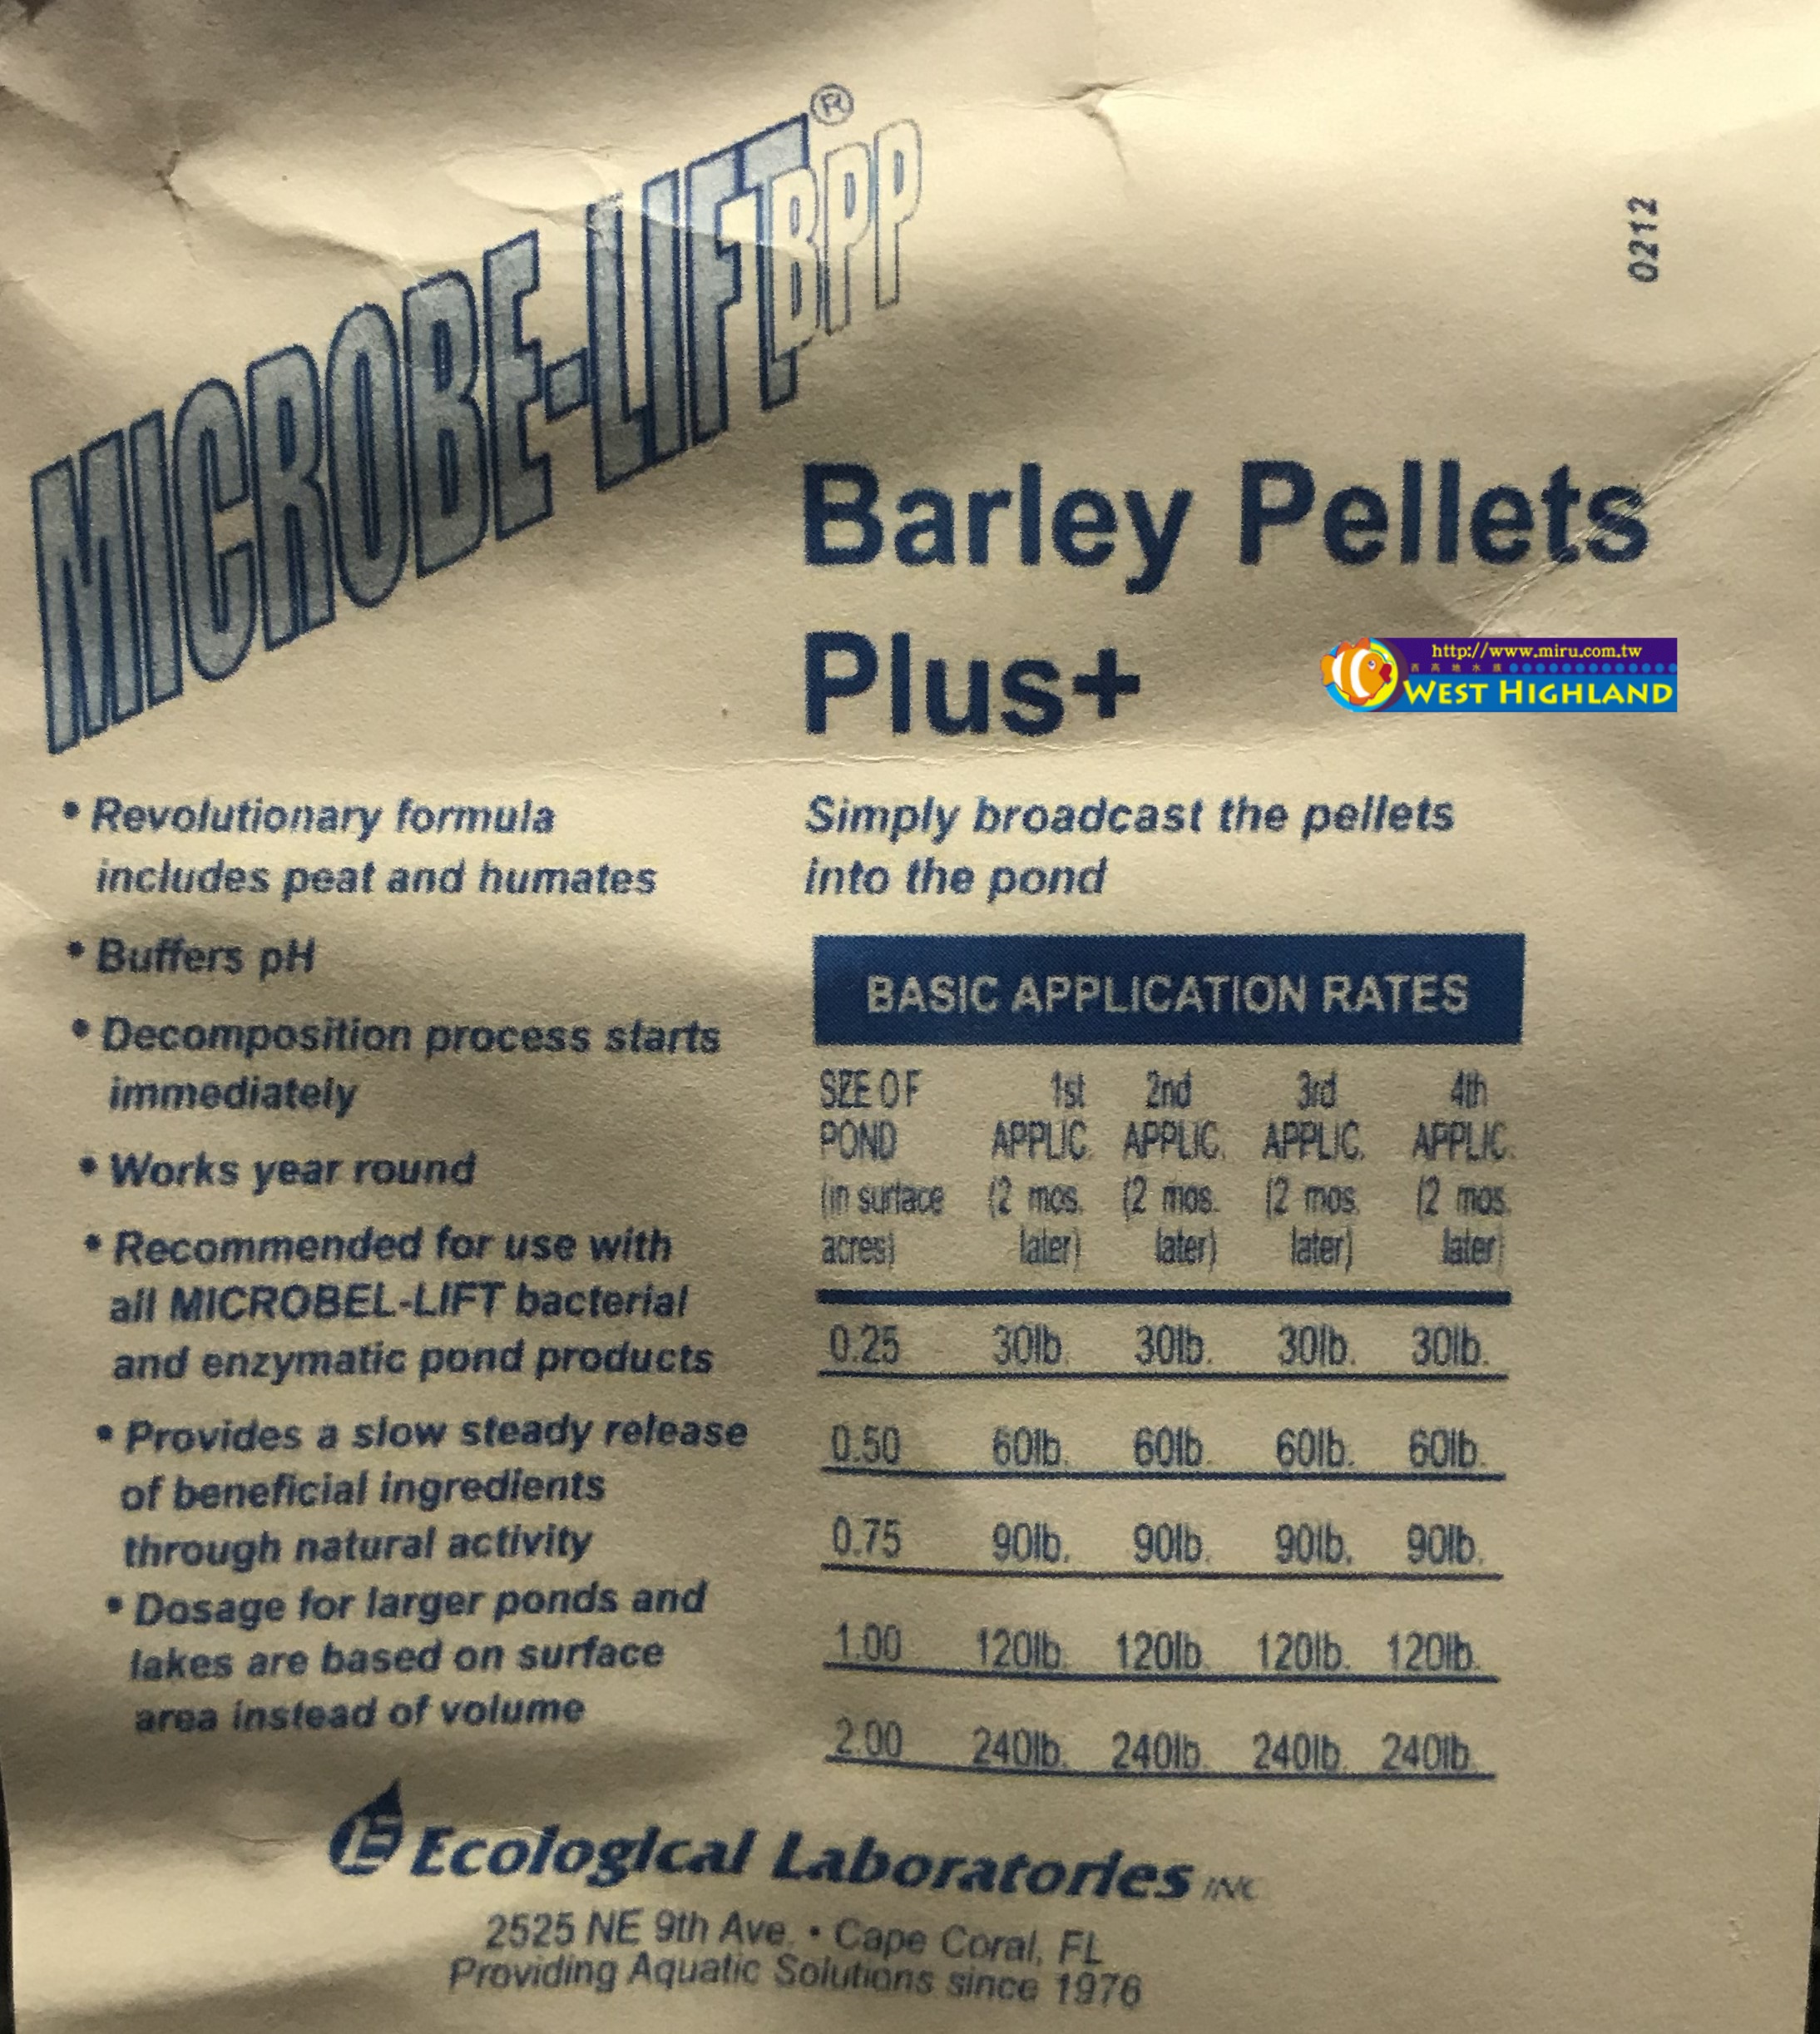 MICROBE-LIFT® BPP
0212
Barley Pellets
Plus+
http://www.miru.com.tw
西高地水族
WEST HIGHLAND
• Revolutionary formula
includes peat and humates
• Buffers pH
• Decomposition process starts
immediately
• Works year round
• Recommended for use with
all MICROBEL-LIFT bacterial
and enzymatic pond products
• Provides a slow steady release
of beneficial ingredients
through natural activity
• Dosage for larger ponds and
lakes are based on surface
area instead of volume
Simply broadcast the pellets
into the pond
BASIC APPLICATION RATES
SIZE OF 1st 2nd 3rd 4th
POND APPLIC. APPLIC. APPLIC. APPLIC.
(in surface (2 mos. (2 mos. (2 mos. (2 mos.
acres) later) later) later) later)
0.25 30lb. 30lb. 30lb. 30lb.
0.50 60lb. 60lb. 60lb. 60lb.
0.75 90lb. 90lb. 90lb. 90lb.
1.00 120lb. 120lb. 120lb. 120lb.
2.00 240lb. 240lb. 240lb. 240lb.
Ecological Laboratories INC
2525 NE 9th Ave. • Cape Coral, FL
Providing Aquatic Solutions since 1976